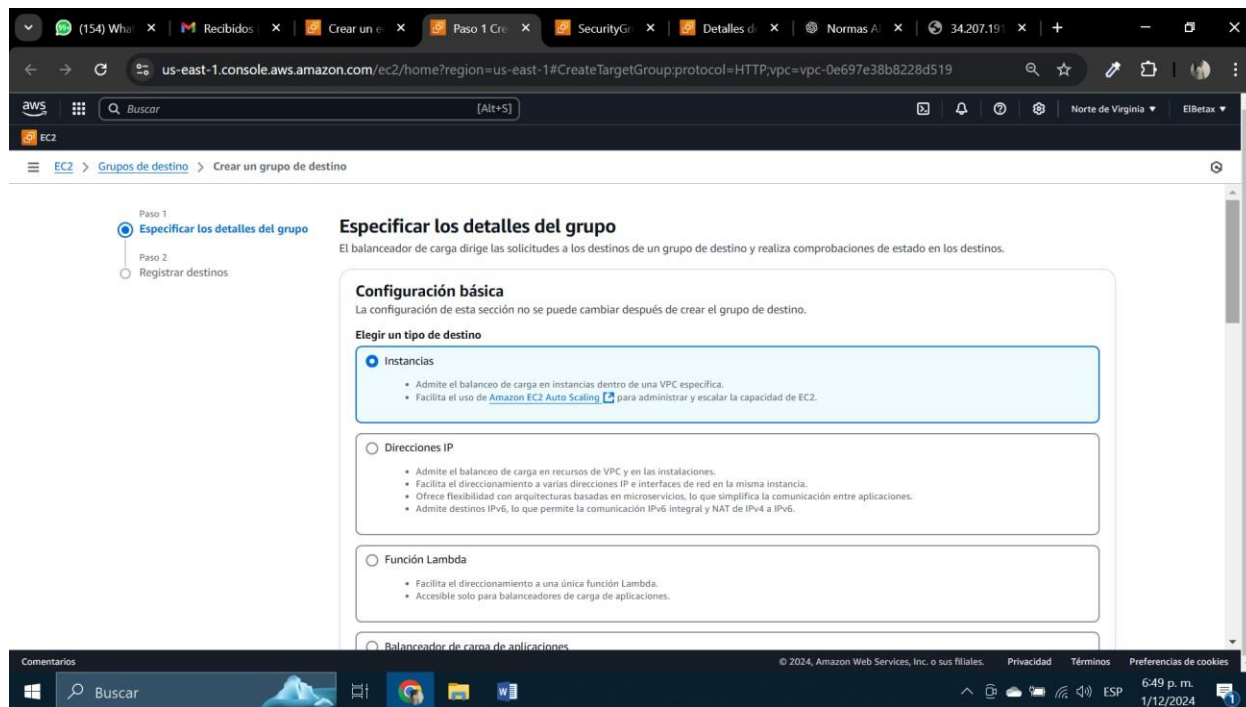 (154) What
Recibidos
Crear un e
Paso 1 Cre
SecurityGr
Detalles d
Normas A
34.207.191
us-east-1.console.aws.amazon.com/ec2/home?region=us-east-1#CreateTargetGroup:protocol=HTTP;vpc=vpc-0e697e38b8228d519
aws
Buscar
[Alt+S]
Norte de Virginia
ElBetax
EC2
EC2 > Grupos de destino > Crear un grupo de destino
Paso 1
Especificar los detalles del grupo
Paso 2
Registrar destinos
Especificar los detalles del grupo
El balanceador de carga dirige las solicitudes a los destinos de un grupo de destino y realiza comprobaciones de estado en los destinos.
Configuración básica
La configuración de esta sección no se puede cambiar después de crear el grupo de destino.
Elegir un tipo de destino
Instancias
• Admite el balanceo de carga en instancias dentro de una VPC específica.
• Facilita el uso de Amazon EC2 Auto Scaling para administrar y escalar la capacidad de EC2.
Direcciones IP
• Admite el balanceo de carga en recursos de VPC y en las instalaciones.
• Facilita el direccionamiento a varias direcciones IP e interfaces de red en la misma instancia.
• Ofrece flexibilidad con arquitecturas basadas en microservicios, lo que simplifica la comunicación entre aplicaciones.
• Admite destinos IPv6, lo que permite la comunicación IPv6 integral y NAT de IPv4 a IPv6.
Función Lambda
• Facilita el direccionamiento a una única función Lambda.
• Accesible solo para balanceadores de carga de aplicaciones.
Balanceador de carga de aplicaciones
Comentarios
© 2024, Amazon Web Services, Inc. o sus filiales.
Privacidad
Términos
Preferencias de cookies
Buscar
ESP
6:49 p. m.
1/12/2024
1